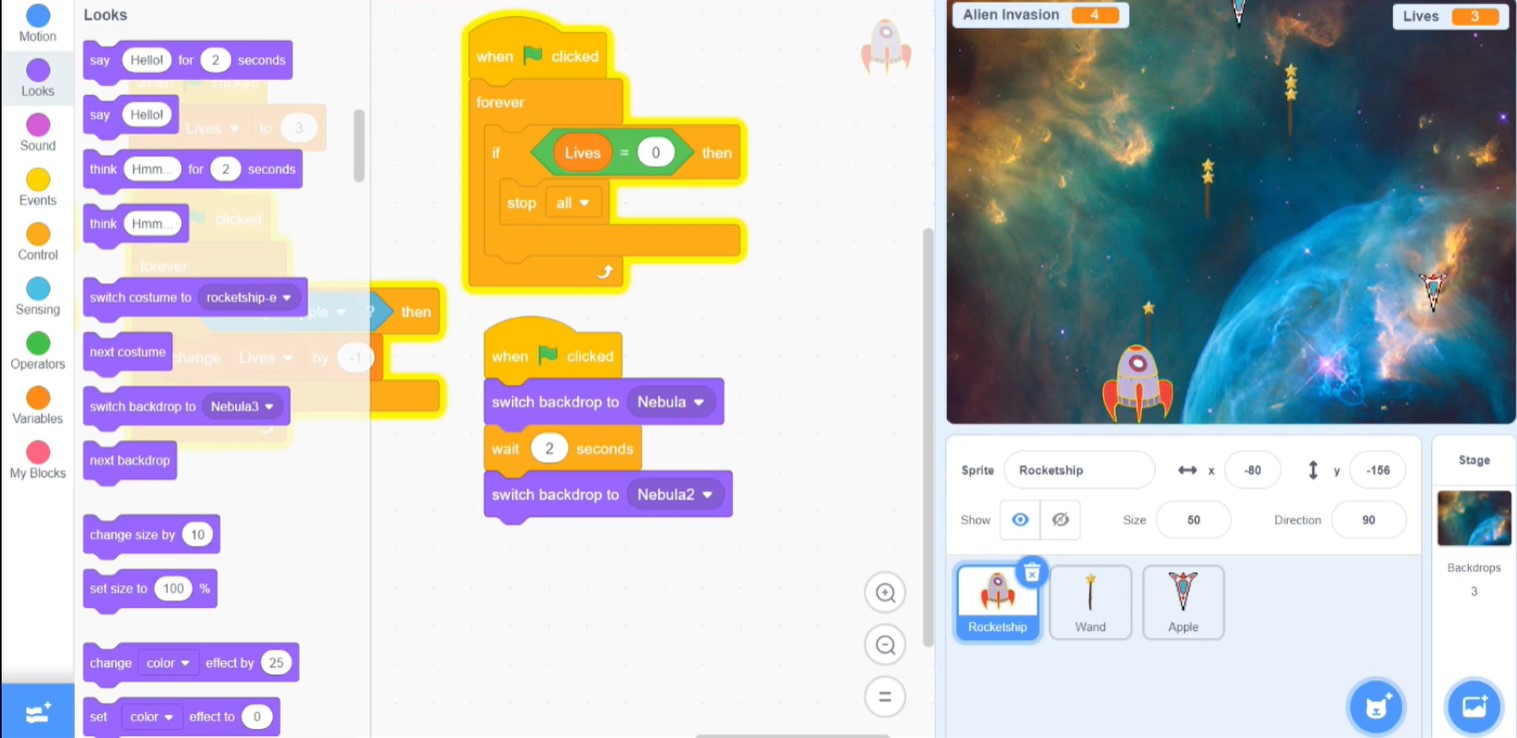 Motion
Looks
Sound
Events
Control
Sensing
Operators
Variables
My Blocks
Looks
say Hello! for 2 seconds
say Hello!
think Hmm... for 2 seconds
think Hmm...
switch costume to rocketship-e
next costume
switch backdrop to Nebula3
next backdrop
change size by 10
set size to 100 %
change color effect by 25
set color effect to 0
when clicked
Lives to 3
clicked
forever
? then
change Lives by -1
when clicked
forever
if Lives = 0 then
stop all
when clicked
switch backdrop to Nebula
wait 2 seconds
switch backdrop to Nebula2
Alien Invasion 4
Lives 3
Sprite Rocketship x -80 y -156
Show Size 50 Direction 90
Rocketship
Wand
Apple
Stage
Backdrops
3